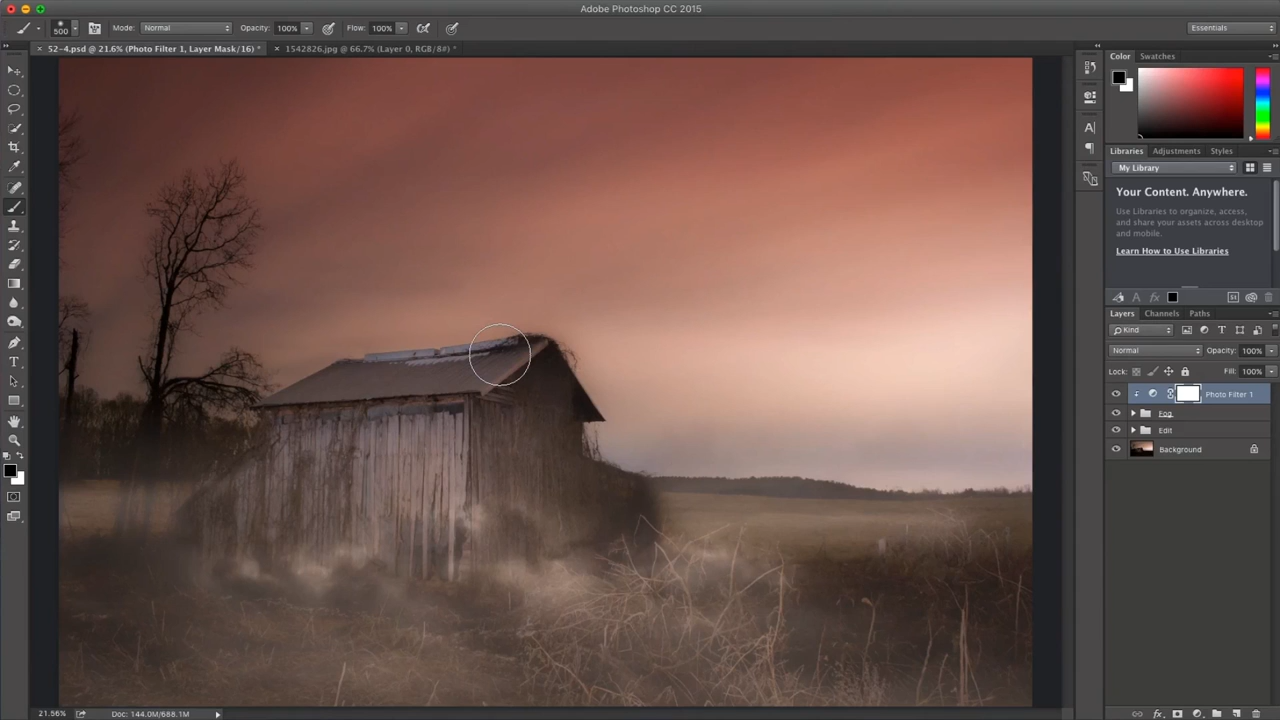 Adobe Photoshop CC 2015
500
Mode: Normal Opacity: 100% Flow: 100% Essentials
52-4.psd @ 21.6% (Photo Filter 1, Layer Mask/16) * 1542826.jpg @ 66.7% (Layer 0, RGB/8#) *
Color Swatches
Libraries Adjustments Styles
My Library
Your Content. Anywhere.
Use Libraries to organize, access,
and share your assets across desktop
and mobile.
Learn How to Use Libraries
Layers Channels Paths
Kind
Normal Opacity: 100%
Lock: Fill: 100%
Photo Filter 1
Fog
Edit
Background
21.56% Doc: 144.0M/688.1M